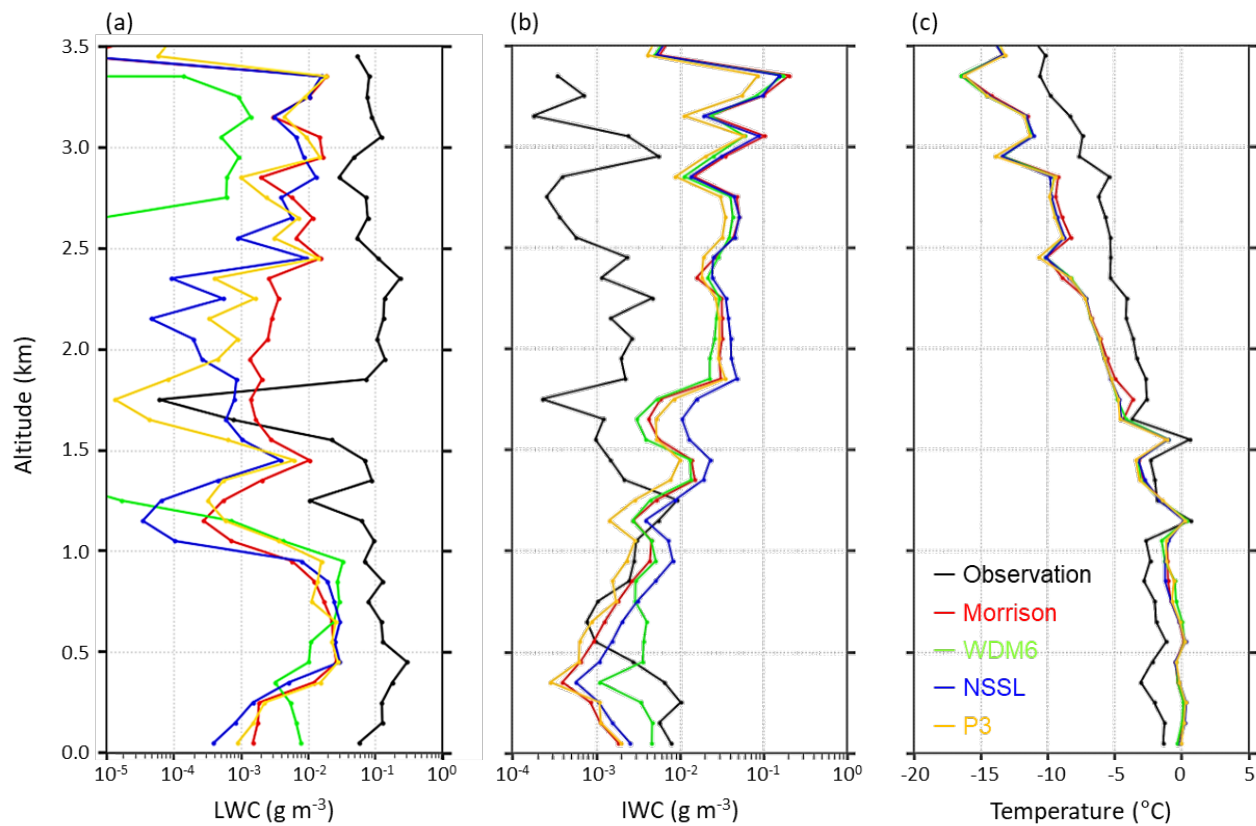 (a)
(b)
(c)
Altitude (km)
3.5
3.0
2.5
2.0
1.5
1.0
0.5
0.0
Observation
Morrison
WDM6
NSSL
P3
10⁻⁵ 10⁻⁴ 10⁻³ 10⁻² 10⁻¹ 10⁰
10⁻⁴ 10⁻³ 10⁻² 10⁻¹ 10⁰
-20 -15 -10 -5 0 5
LWC (g m⁻³)
IWC (g m⁻³)
Temperature (°C)